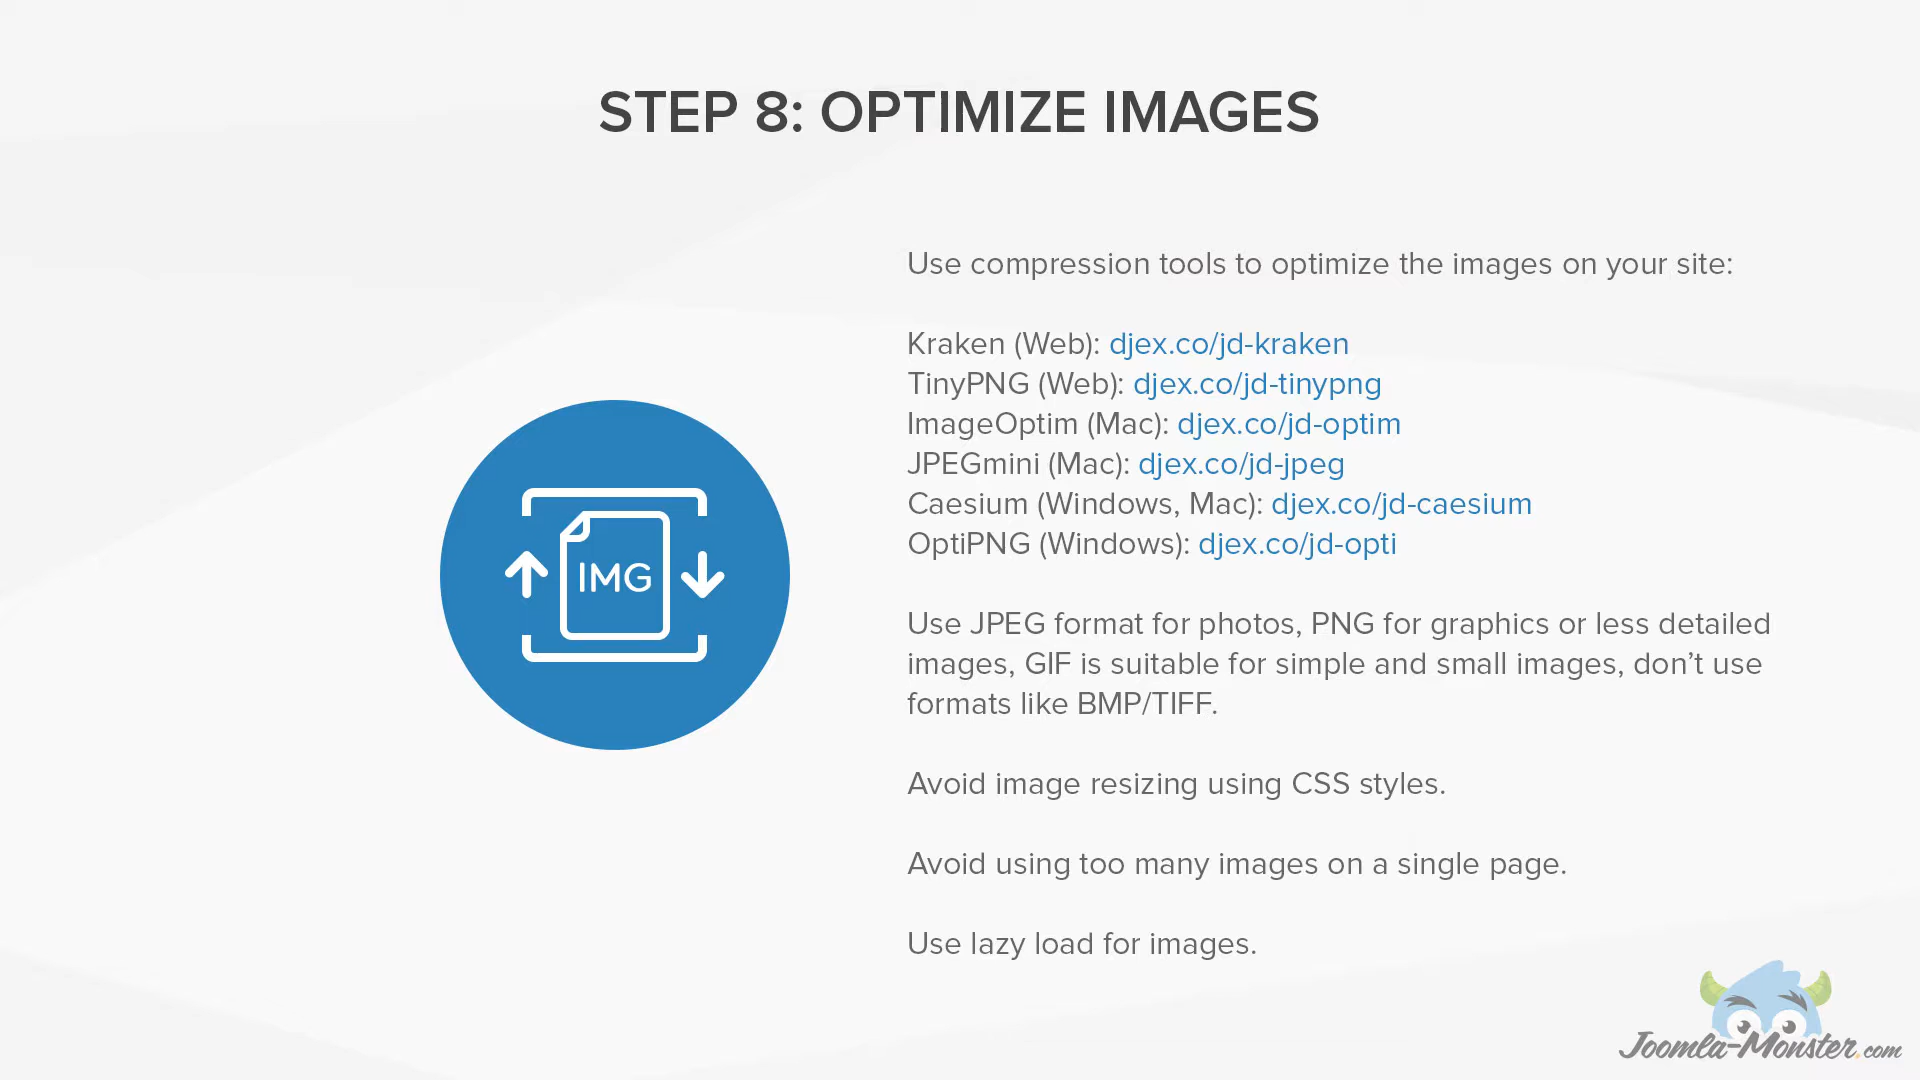 STEP 8: OPTIMIZE IMAGES
Use compression tools to optimize the images on your site:
Kraken (Web): djex.co/jd-kraken
TinyPNG (Web): djex.co/jd-tinypng
ImageOptim (Mac): djex.co/jd-optim
JPEGmini (Mac): djex.co/jd-jpeg
Caesium (Windows, Mac): djex.co/jd-caesium
OptiPNG (Windows): djex.co/jd-opti
IMG
Use JPEG format for photos, PNG for graphics or less detailed
images, GIF is suitable for simple and small images, don’t use
formats like BMP/TIFF.
Avoid image resizing using CSS styles.
Avoid using too many images on a single page.
Use lazy load for images.
Joomla-Monster.com